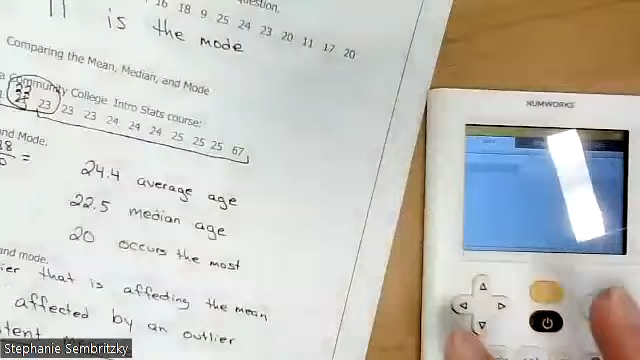 question.
16 18 9 25 24 23 20 11 17 20
is the mode
Comparing the Mean, Median, and Mode
a Community College Intro Stats course:
22
23 23 23 24 24 24 25 25 25 67
and Mode.
24.4 average age
22.5 median age
20 occurs the most
and mode.
that is affecting the mean
affected by an outlier
NUMWORKS
Stephanie Sembritzky